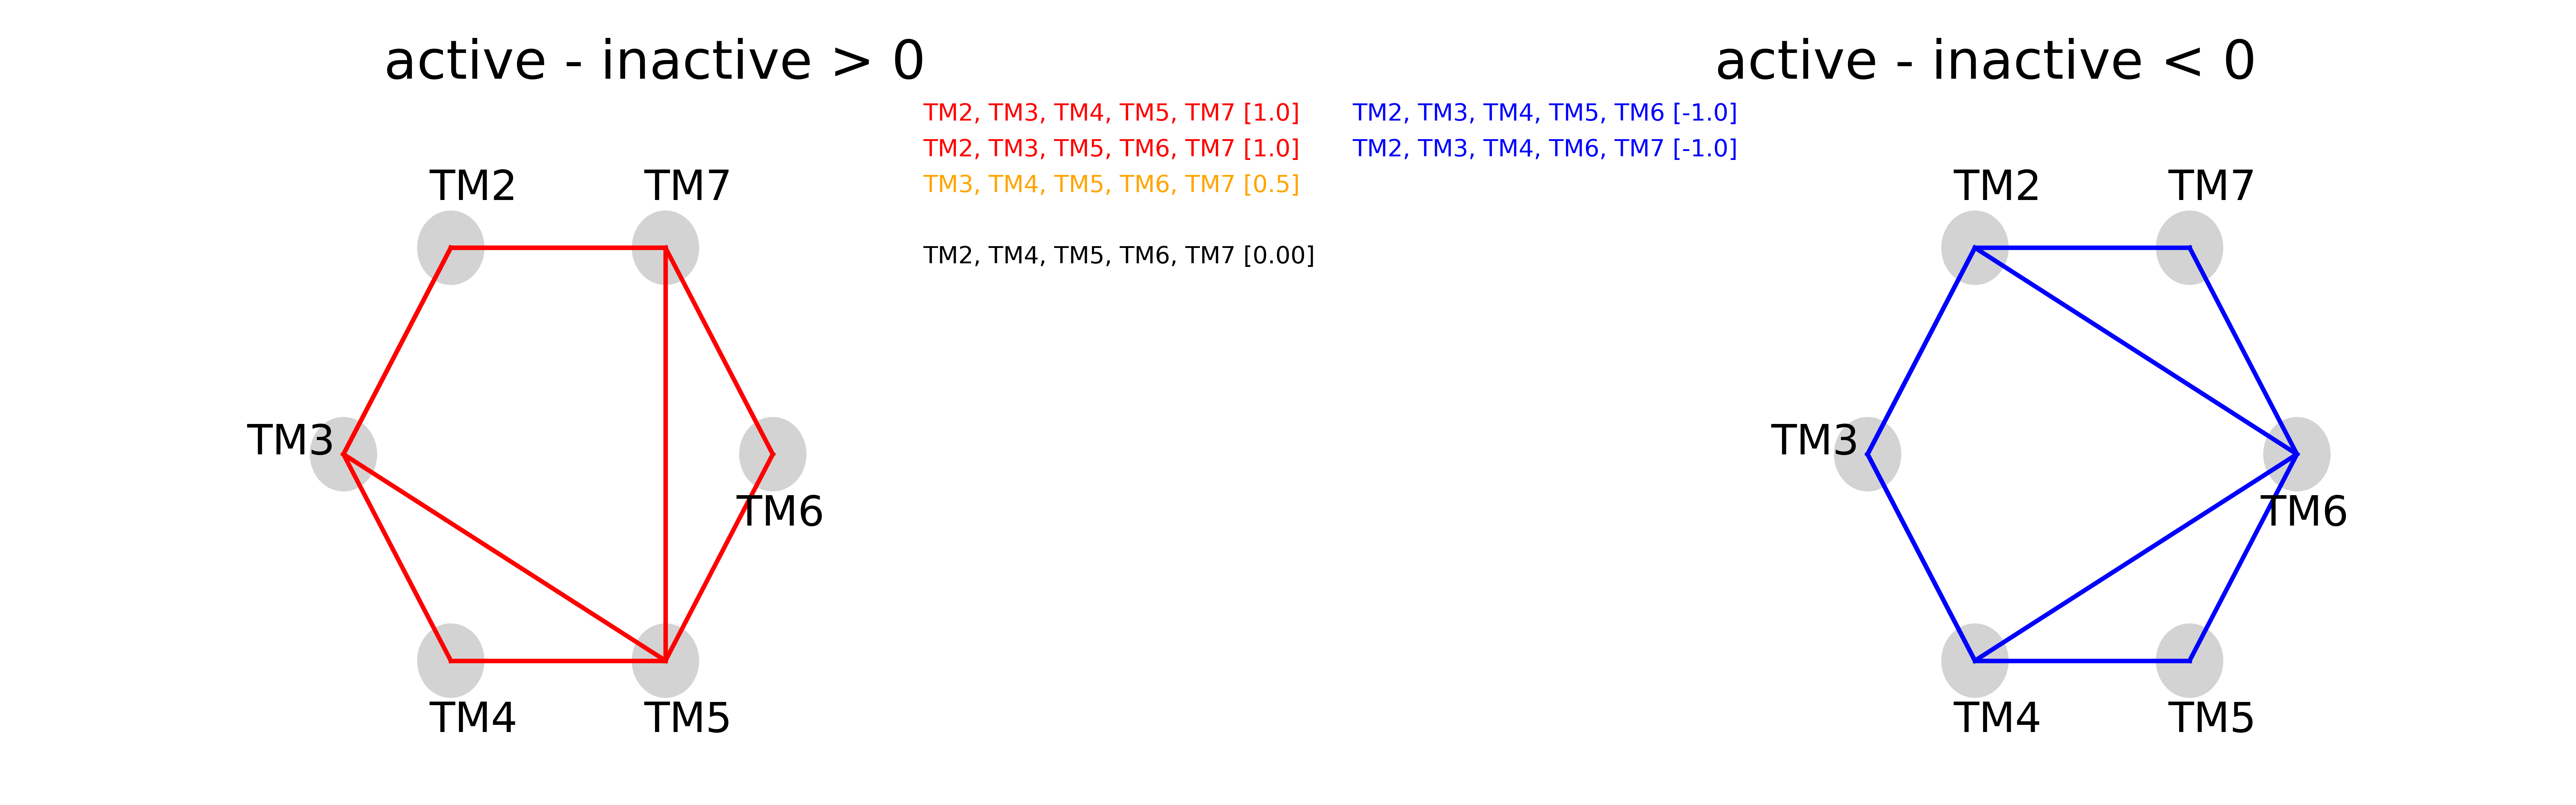 active - inactive > 0
active - inactive < 0
TM2, TM3, TM4, TM5, TM7 [1.0]
TM2, TM3, TM5, TM6, TM7 [1.0]
TM3, TM4, TM5, TM6, TM7 [0.5]
TM2, TM4, TM5, TM6, TM7 [0.00]
TM2, TM3, TM4, TM5, TM6 [-1.0]
TM2, TM3, TM4, TM6, TM7 [-1.0]
TM2
TM7
TM3
TM6
TM4
TM5
TM2
TM7
TM3
TM6
TM4
TM5